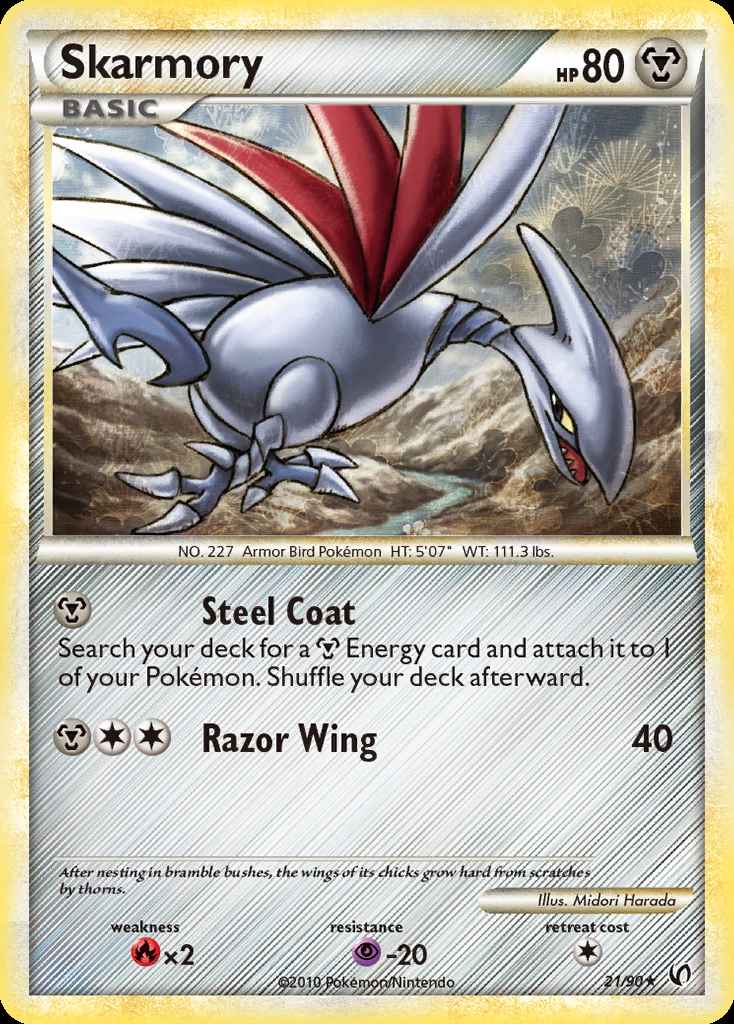 Skarmory
HP 80
BASIC
NO. 227 Armor Bird Pokémon HT: 5'07" WT: 111.3 lbs.
Steel Coat
Search your deck for a Energy card and attach it to 1
of your Pokémon. Shuffle your deck afterward.
Razor Wing 40
After nesting in bramble bushes, the wings of its chicks grow hard from scratches
by thorns.
Illus. Midori Harada
weakness resistance retreat cost
×2 -20
©2010 Pokémon/Nintendo 21/90★